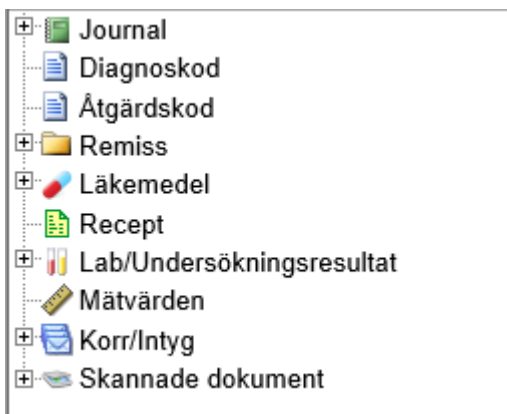 Journal
Diagnoskod
Åtgärdskod
Remiss
Läkemedel
Recept
Lab/Undersökningsresultat
Mätvärden
Korr/Intyg
Skannade dokument